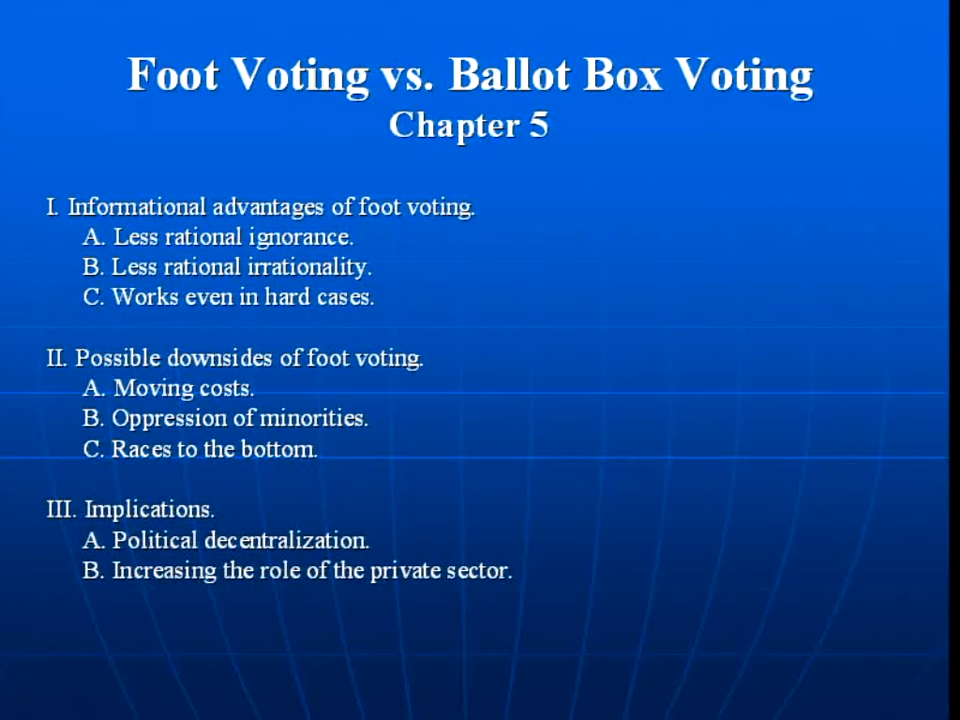 Foot Voting vs. Ballot Box Voting
Chapter 5
I. Informational advantages of foot voting.
A. Less rational ignorance.
B. Less rational irrationality.
C. Works even in hard cases.
II. Possible downsides of foot voting.
A. Moving costs.
B. Oppression of minorities.
C. Races to the bottom.
III. Implications.
A. Political decentralization.
B. Increasing the role of the private sector.